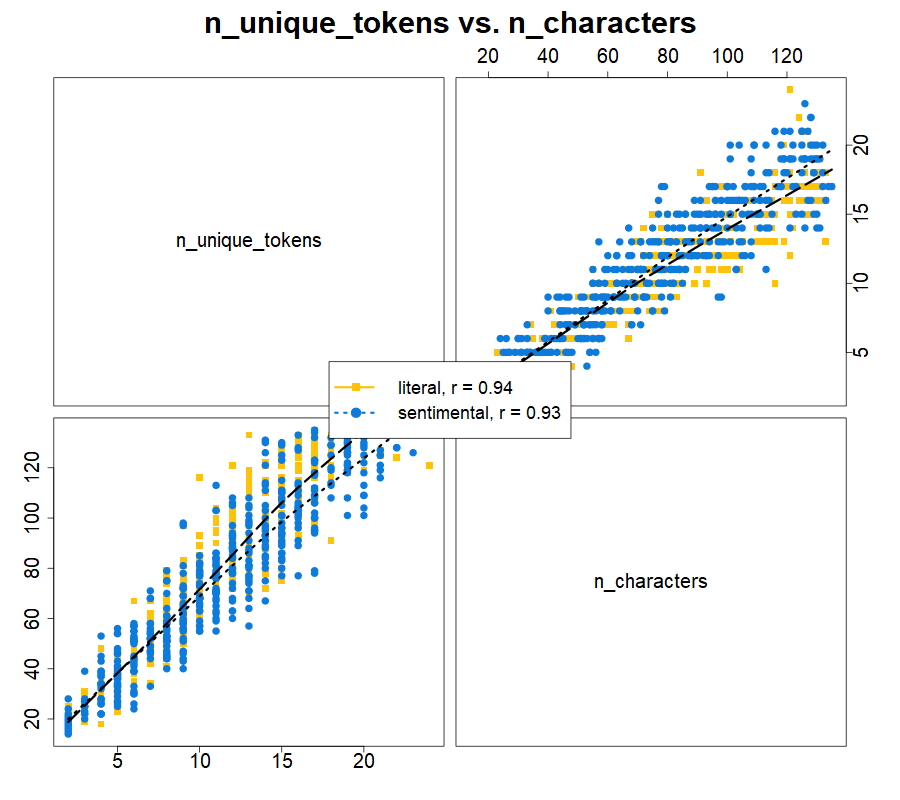 n_unique_tokens vs. n_characters
20 40 60 80 100 120
n_unique_tokens
20
15
10
5
literal, r = 0.94
sentimental, r = 0.93
120
100
80
60
40
20
n_characters
5 10 15 20